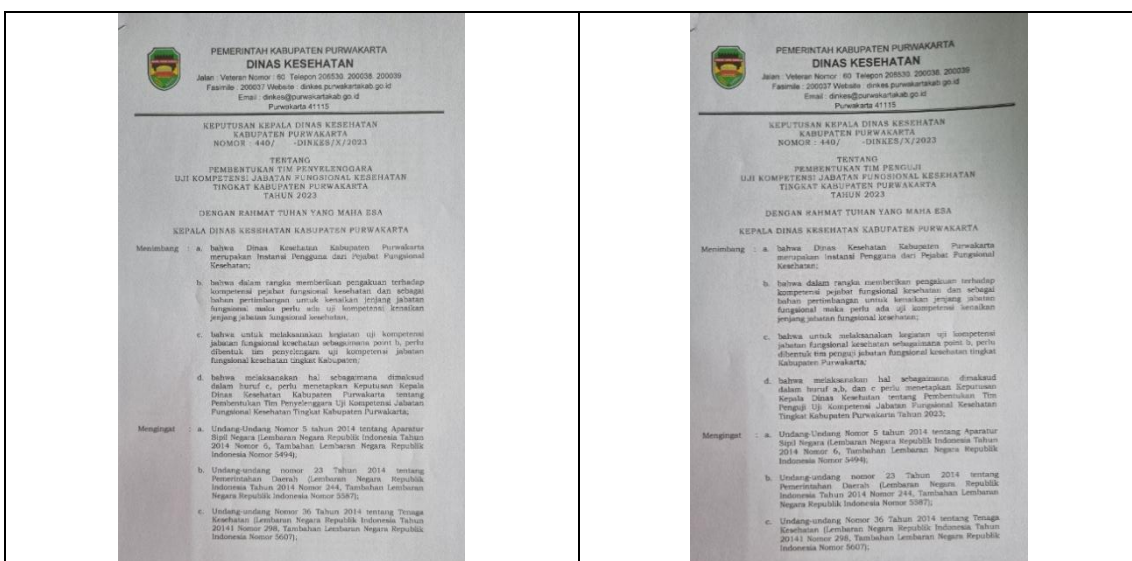 PEMERINTAH KABUPATEN PURWAKARTA
DINAS KESEHATAN
Jalan : Veteran Nomor : 60 Telepon 206530. 200038. 200039
Fasimile : 200037 Website : dinkes.purwakartakab.go.id
Email : dinkes@purwakartakab.go.id
Purwakarta 41115
KEPUTUSAN KEPALA DINAS KESEHATAN
KABUPATEN PURWAKARTA
NOMOR : 440/ -DINKES/X/2023
TENTANG
PEMBENTUKAN TIM PENYELENGGARA
UJI KOMPETENSI JABATAN FUNGSIONAL KESEHATAN
TINGKAT KABUPATEN PURWAKARTA
TAHUN 2023
DENGAN RAHMAT TUHAN YANG MAHA ESA
KEPALA DINAS KESEHATAN KABUPATEN PURWAKARTA
Menimbang : a. bahwa Dinas Kesehatan Kabupaten Purwakarta
merupakan Instansi Pengguna dari Pejabat Fungsional
Kesehatan;
b. bahwa dalam rangka memberikan pengakuan terhadap
kompetensi pejabat fungsional kesehatan dan sebagai
bahan pertimbangan untuk kenaikan jenjang jabatan
fungsional maka perlu ada uji kompetensi kenaikan
jenjang jabatan fungsional kesehatan;
c. bahwa untuk melaksanakan kegiatan uji kompetensi
jabatan fungsional kesehatan sebagaimana point b, perlu
dibentuk tim penyelengara uji kompetensi jabatan
fungsional kesehatan tingkat Kabupaten;
d. bahwa melaksanakan hal sebagaimana dimaksud
dalam huruf c, perlu menetapkan Keputusan Kepala
Dinas Kesehatan Kabupaten Purwakarta tentang
Pembentukan Tim Penyelenggara Uji Kompetensi Jabatan
Fungsional Kesehatan Tingkat Kabupaten Purwakarta;
Mengingat : a. Undang-Undang Nomor 5 tahun 2014 tentang Aparatur
Sipil Negara (Lembaran Negara Republik Indonesia Tahun
2014 Nomor 6, Tambahan Lembaran Negara Republik
Indonesia Nomor 5494);
b. Undang-undang nomor 23 Tahun 2014 tentang
Pemerintahan Daerah (Lembaran Negara Republik
Indonesia Tahun 2014 Nomor 244, Tambahan Lembaran
Negara Republik Indonesia Nomor 5587);
c. Undang-undang Nomor 36 Tahun 2014 tentang Tenaga
Kesehatan (Lembaran Negara Republik Indonesia Tahun
20141 Nomor 298, Tambahan Lembaran Negara Republik
Indonesia Nomor 5607);
PEMERINTAH KABUPATEN PURWAKARTA
DINAS KESEHATAN
Jalan : Veteran Nomor : 60 Telepon 206530. 200038. 200039
Fasimile : 200037 Website : dinkes.purwakartakab.go.id
Email : dinkes@purwakartakab.go.id
Purwakarta 41115
KEPUTUSAN KEPALA DINAS KESEHATAN
KABUPATEN PURWAKARTA
NOMOR : 440/ -DINKES/X/2023
TENTANG
PEMBENTUKAN TIM PENGUJI
UJI KOMPETENSI JABATAN FUNGSIONAL KESEHATAN
TINGKAT KABUPATEN PURWAKARTA
TAHUN 2023
DENGAN RAHMAT TUHAN YANG MAHA ESA
KEPALA DINAS KESEHATAN KABUPATEN PURWAKARTA
Menimbang : a. bahwa Dinas Kesehatan Kabupaten Purwakarta
merupakan Instansi Pengguna dari Pejabat Fungsional
Kesehatan;
b. bahwa dalam rangka memberikan pengakuan terhadap
kompetensi pejabat fungsional kesehatan dan sebagai
bahan pertimbangan untuk kenaikan jenjang jabatan
fungsional maka perlu ada uji kompetensi kenaikan
jenjang jabatan fungsional kesehatan;
c. bahwa untuk melaksanakan kegiatan uji kompetensi
jabatan fungsional kesehatan sebagaimana point b, perlu
dibentuk tim penguji jabatan fungsional kesehatan tingkat
Kabupaten Purwakarta;
d. bahwa melaksanakan hal sebagaimana dimaksud
dalam huruf a,b, dan c perlu menetapkan Keputusan
Kepala Dinas Kesehatan tentang Pembentukan Tim
Penguji Uji Kompetensi Jabatan Fungsional Kesehatan
Tingkat Kabupaten Purwakarta Tahun 2023;
Mengingat : a. Undang-Undang Nomor 5 tahun 2014 tentang Aparatur
Sipil Negara (Lembaran Negara Republik Indonesia Tahun
2014 Nomor 6, Tambahan Lembaran Negara Republik
Indonesia Nomor 5494);
b. Undang-undang nomor 23 Tahun 2014 tentang
Pemerintahan Daerah (Lembaran Negara Republik
Indonesia Tahun 2014 Nomor 244, Tambahan Lembaran
Negara Republik Indonesia Nomor 5587);
c. Undang-undang Nomor 36 Tahun 2014 tentang Tenaga
Kesehatan (Lembaran Negara Republik Indonesia Tahun
20141 Nomor 298, Tambahan Lembaran Negara Republik
Indonesia Nomor 5607);